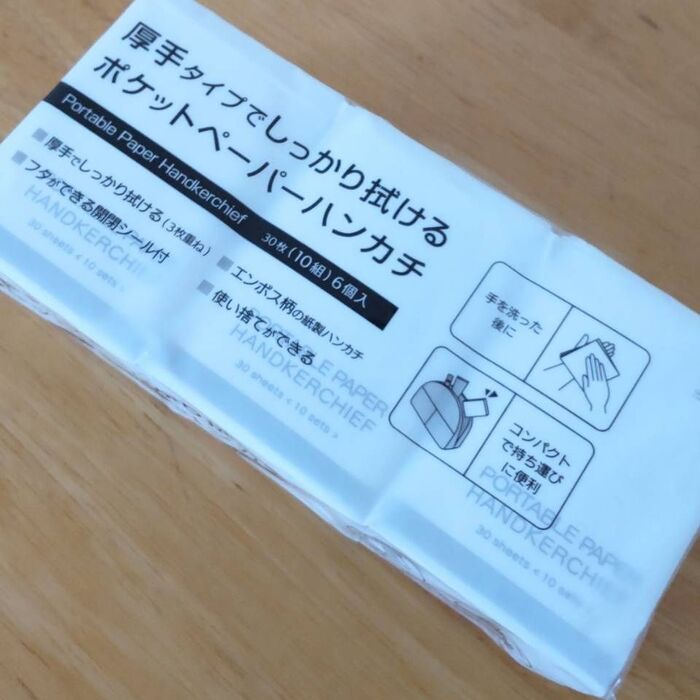 厚手タイプでしっかり拭ける
ポケットペーパーハンカチ
Portable Paper Handkerchief 30枚(10組)6個入
■厚手でしっかり拭ける(3枚重ね)
■フタができる開閉シール付
■エンボス柄の紙製ハンカチ
■使い捨てができる
手を洗った
後に
コンパクト
で持ち運び
に便利
HANDKERCHIEF
30 sheets < 10 sets >
PORTABLE PAPER
HANDKERCHIEF
30 sheets < 10 sets >
PORTABLE PAPER
HANDKERCHIEF
30 sheets < 10 sets >